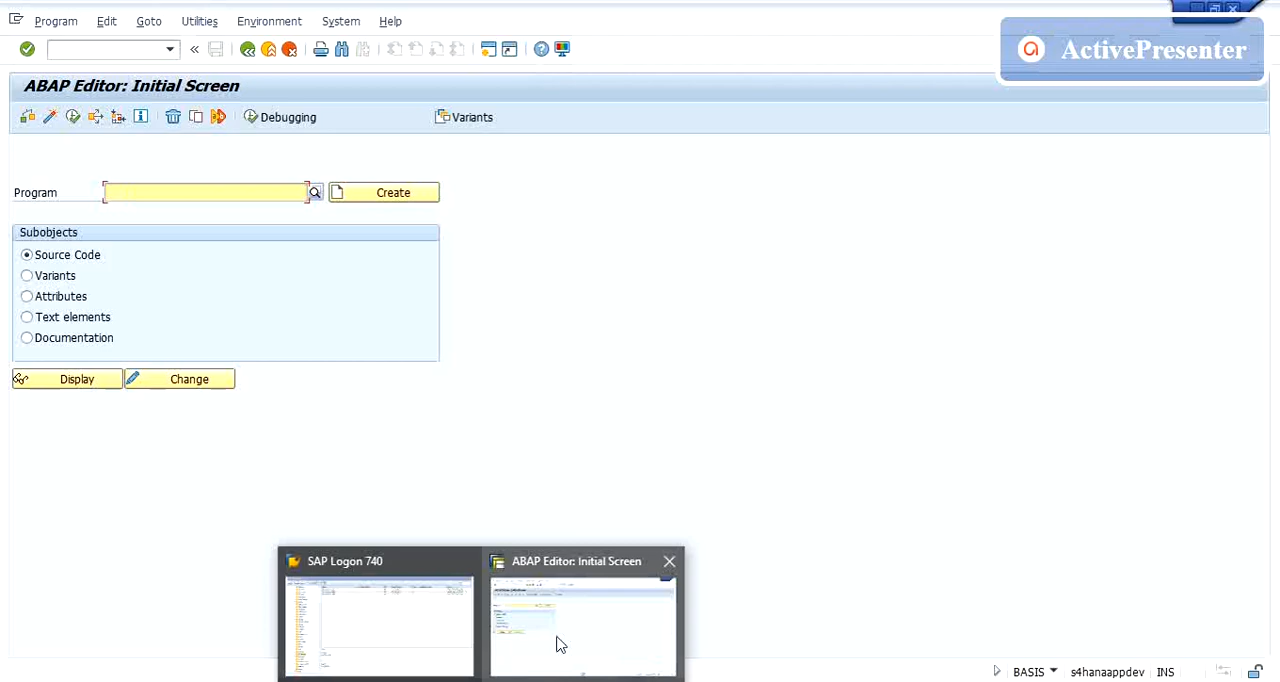 Program Edit Goto Utilities Environment System Help
ActivePresenter
ABAP Editor: Initial Screen
Debugging Variants
Program Create
Subobjects
Source Code
Variants
Attributes
Text elements
Documentation
Display Change
SAP Logon 740 ABAP Editor: Initial Screen
BASIS s4hanaappdev INS